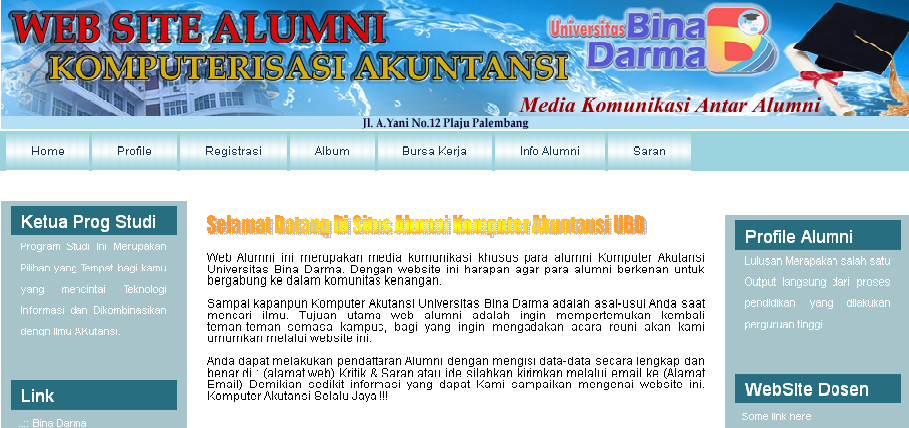 WEB SITE ALUMNI
KOMPUTERISASI AKUNTANSI
Universitas Bina
Darma
Media Komunikasi Antar Alumni
Jl. A.Yani No.12 Plaju Palembang
Home Profile Registrasi Album Bursa Kerja Info Alumni Saran
Ketua Prog Studi
Program Studi Ini Merupakan
Pilihan yang Tempat bagi kamu
yang mencintai Teknologi
Informasi dan Dikombinasikan
dengn Ilmu AKutansi.
Link
..:: Bina Darma
Selamat Datang Di Situs Alumni Komputer Akuntansi UBD
Web Alumni ini merupakan media komunikasi khusus para alumni Komputer Akutansi
Universitas Bina Darma. Dengan website ini harapan agar para alumni berkenan untuk
bergabung ke dalam komunitas kenangan.
Sampai kapanpun Komputer Akutansi Universitas Bina Darma adalah asal-usul Anda saat
mencari ilmu. Tujuan utama web alumni adalah ingin mempertemukan kembali
teman-teman semasa kampus, bagi yang ingin mengadakan acara reuni akan kami
umumkan melalui website ini.
Anda dapat melakukan pendaftaran Alumni dengan mengisi data-data secara lengkap dan
benar di : (alamat web) Kritik & Saran atau ide silahkan kirimkan melalui email ke (Alamat
Email) Demikian sedikit informasi yang dapat Kami sampaikan mengenai website ini.
Komputer Akutansi Selalu Jaya !!!
Profile Alumni
Lulusan Merapakan salah satu
Output langsung dari proses
pendidikan yang dilakukan
perguruan tinggi
WebSite Dosen
Some link here